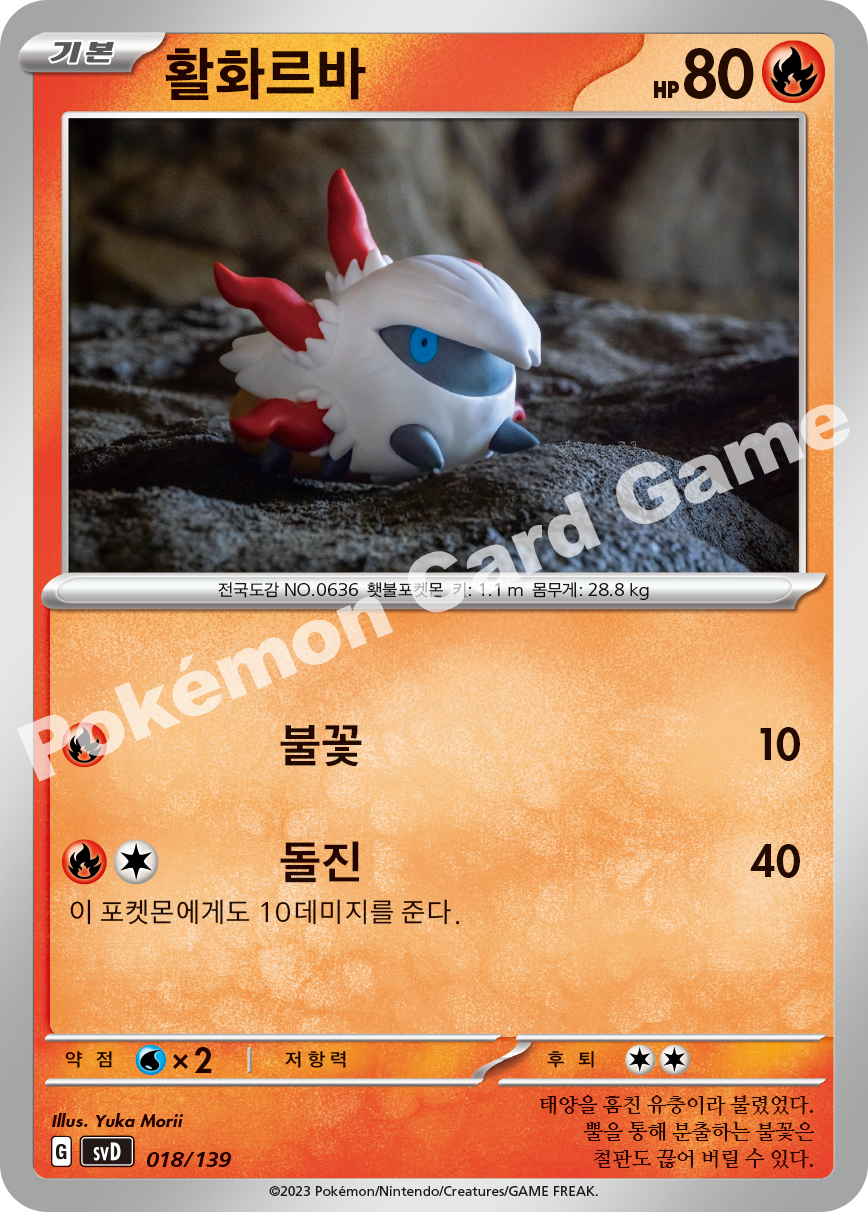 기본
활화르바
HP 80
전국도감 NO.0636 횃불포켓몬 키: 1.1 m 몸무게: 28.8 kg
Pokémon Card Game
불꽃 10
돌진 40
이 포켓몬에게도 10데미지를 준다.
약점 ×2 저항력 후퇴
태양을 훔친 유충이라 불렸었다.
뿔을 통해 분출하는 불꽃은
철판도 끊어 버릴 수 있다.
Illus. Yuka Morii
G svD 018/139
©2023 Pokémon/Nintendo/Creatures/GAME FREAK.